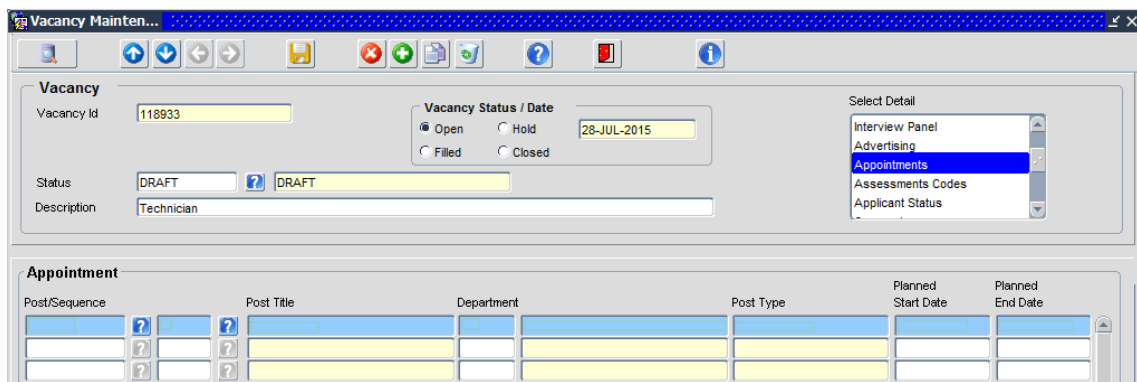 Vacancy Mainten...
Vacancy
Vacancy Id 118933
Vacancy Status / Date
Open Hold 28-JUL-2015
Filled Closed
Status DRAFT ? DRAFT
Description Technician
Select Detail
Interview Panel
Advertising
Appointments
Assessments Codes
Applicant Status
Appointment
Post/Sequence Post Title Department Post Type Planned Start Date Planned End Date
? ?
? ?
? ?